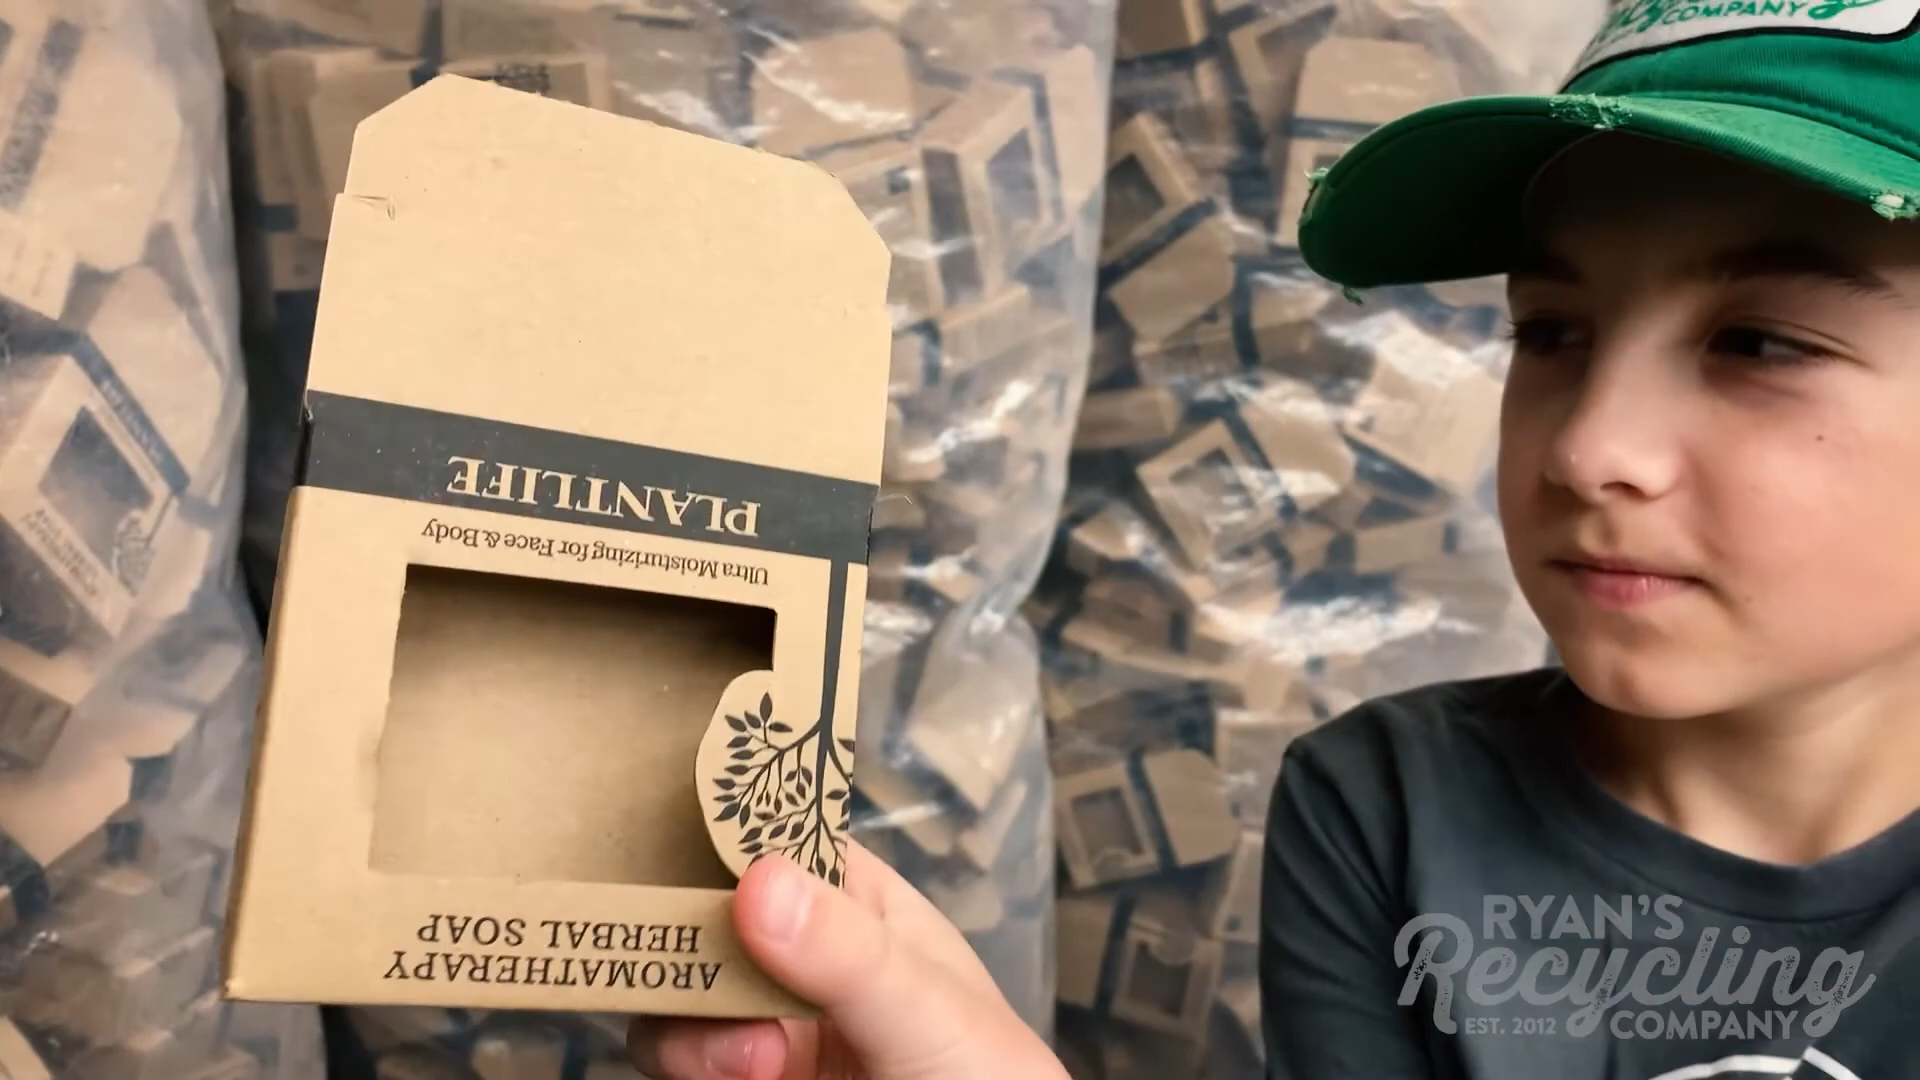 COMPANY
PLANTLIFE
Ultra Moisturizing for Face & Body
HERBAL SOAP
AROMATHERAPY
RYAN'S
Recycling
EST. 2012 COMPANY